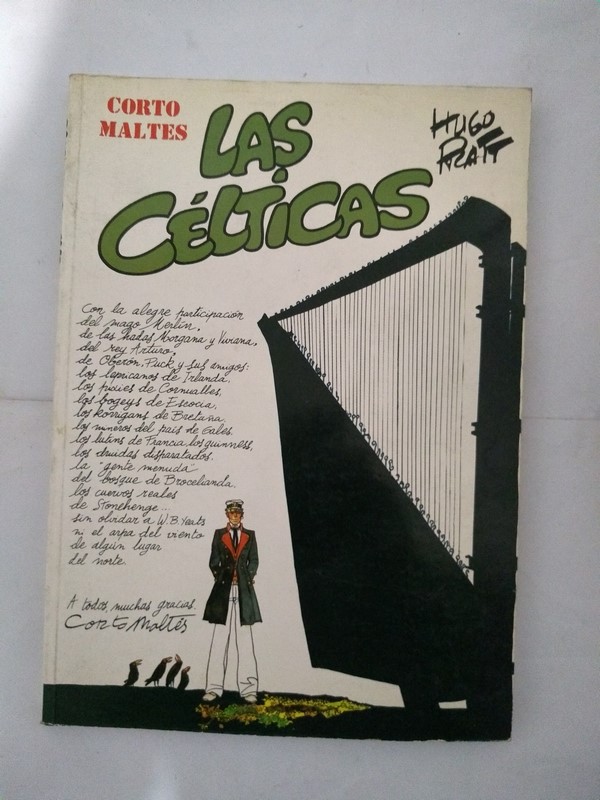 CORTO
MALTES
LAS
CÉLTICAS
HUGO
PRATT
Con la alegre participación
del mago Merlín,
de las hadas Morgana y Viviana,
del rey Arturo,
de Oberón, Puck y sus amigos:
los lapricanos de Irlanda.
los pixies de Cornualles,
los bogeys de Escocia,
los korrigans de Bretaña.
los mineros del país de Gales.
los lutins de Francia, los guinness,
los druidas disparatados.
la "gente menuda"
del bosque de Brocelianda.
los cuervos reales
de Stonehenge...
sin olvidar a W.B. Yeats
ni el arpa del viento
de algún lugar
del norte.
A todos, muchas gracias.
Corto Maltés